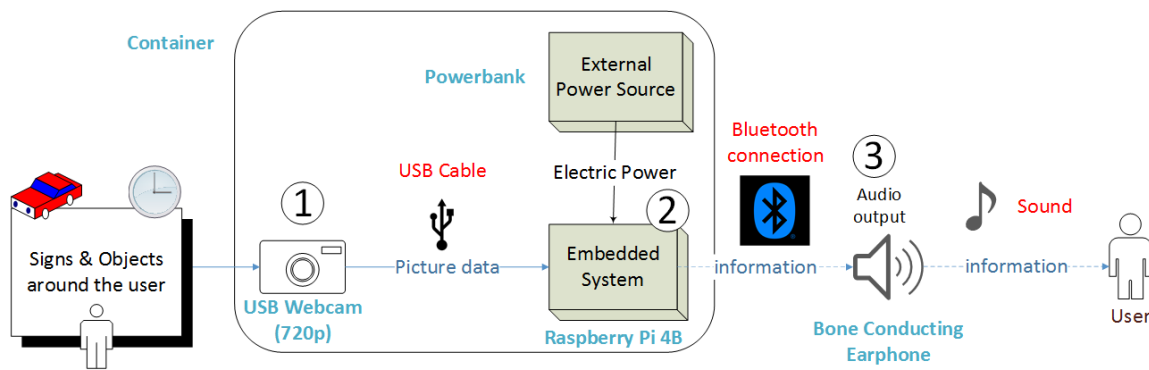 Container
Powerbank
External
Power Source
Electric Power
USB Cable
Bluetooth
connection
1
2
3
Audio
output
Sound
Signs & Objects
around the user
Picture data
Embedded
System
information
information
USB Webcam
(720p)
Raspberry Pi 4B
Bone Conducting
Earphone
User